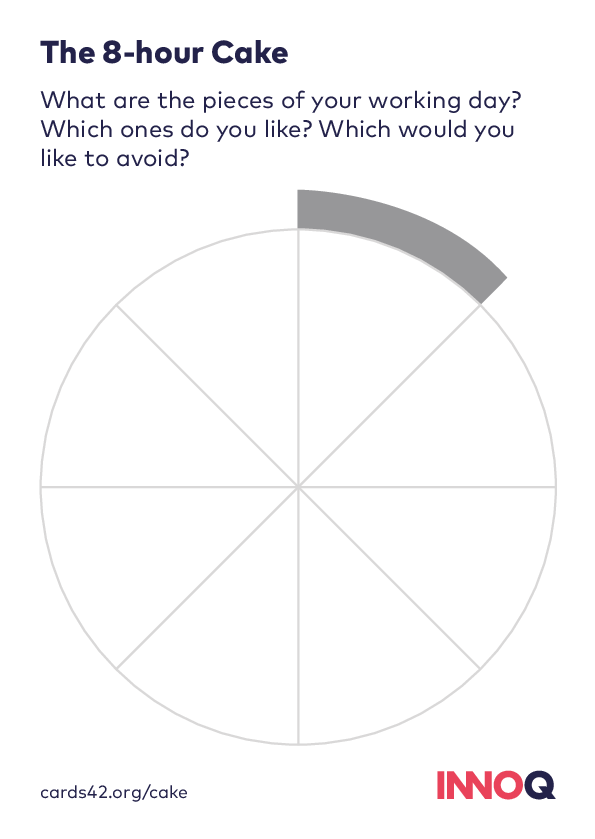 The 8-hour Cake
What are the pieces of your working day?
Which ones do you like? Which would you
like to avoid?
cards42.org/cake
INNOQ